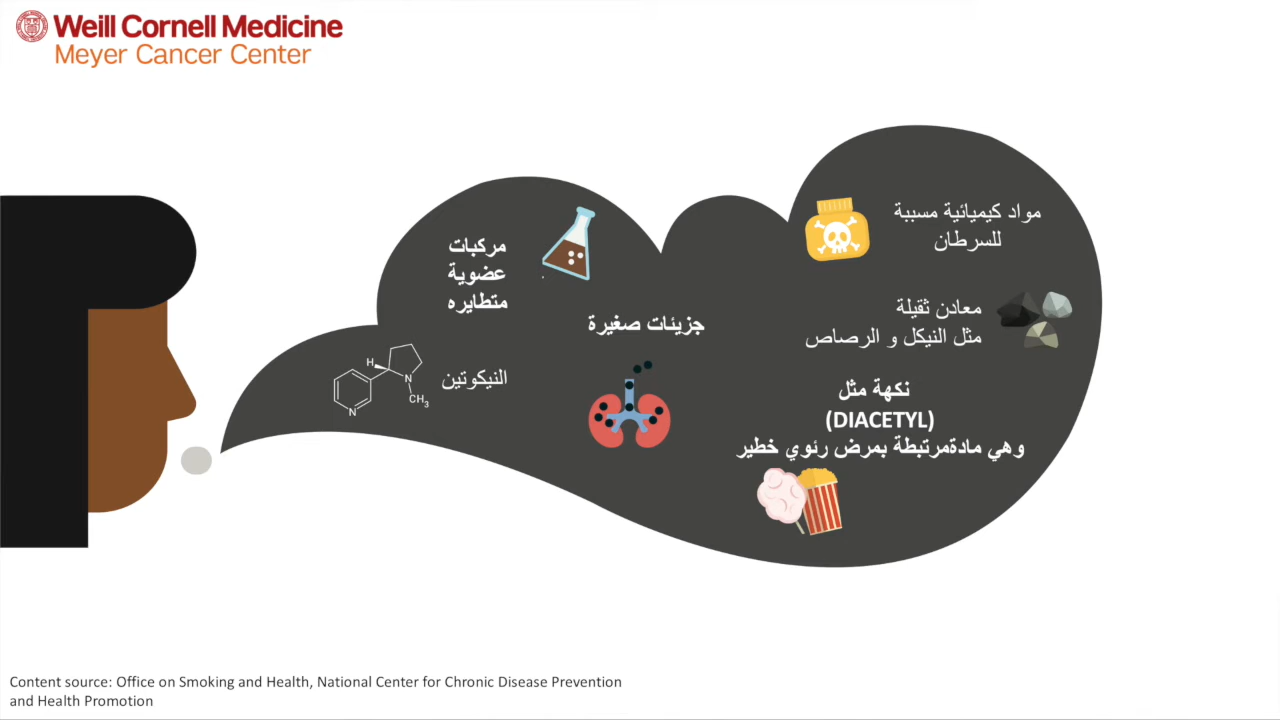 Weill Cornell Medicine
Meyer Cancer Center
مواد كيميائية مسببة
للسرطان
مركبات
عضوية
متطايره
معادن ثقيلة
مثل النيكل و الرصاص
جزيئات صغيرة
النيكوتين
H
N
N
CH3
نكهة مثل
(DIACETYL)
وهي مادةمرتبطة بمرض رئوي خطير
Content source: Office on Smoking and Health, National Center for Chronic Disease Prevention
and Health Promotion